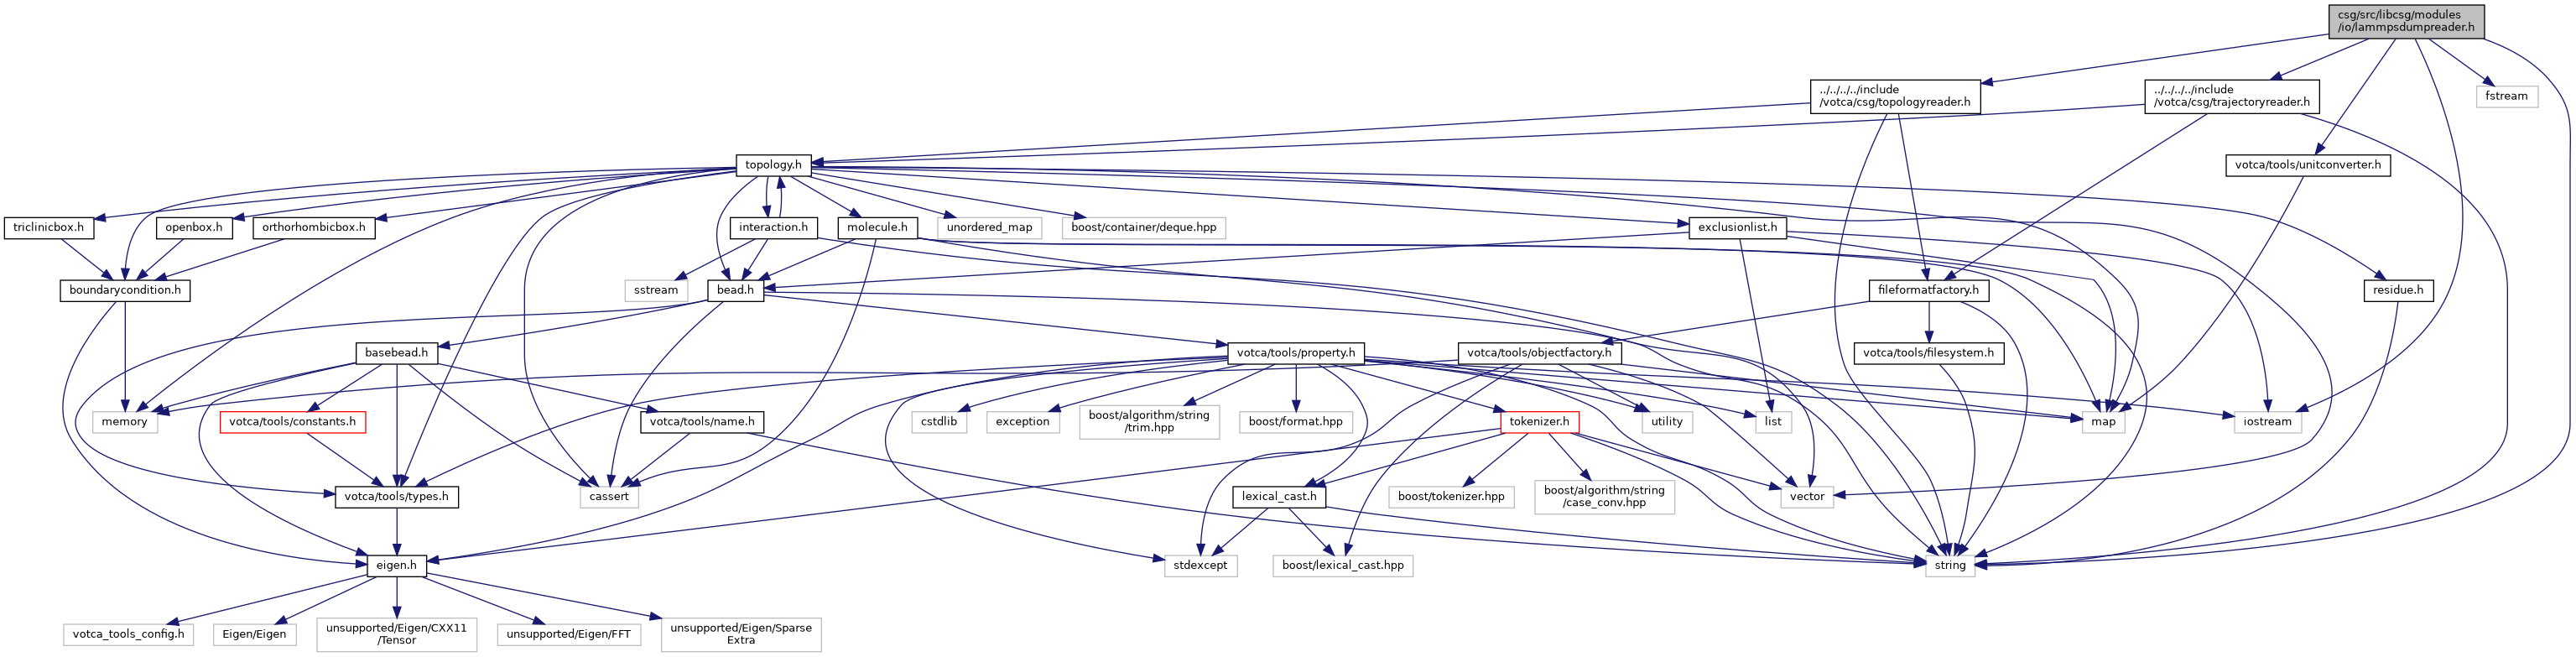 csg/src/libcsg/modules
/io/lammpsdumpreader.h
../../../../include
/votca/csg/topologyreader.h
../../../../include
/votca/csg/trajectoryreader.h
fstream
topology.h
votca/tools/unitconverter.h
triclinicbox.h
openbox.h
orthorhombicbox.h
interaction.h
molecule.h
unordered_map
boost/container/deque.hpp
exclusionlist.h
boundarycondition.h
sstream
bead.h
fileformatfactory.h
residue.h
basebead.h
votca/tools/property.h
votca/tools/objectfactory.h
votca/tools/filesystem.h
memory
votca/tools/constants.h
votca/tools/name.h
cstdlib
exception
boost/algorithm/string
/trim.hpp
boost/format.hpp
tokenizer.h
utility
list
map
iostream
votca/tools/types.h
cassert
lexical_cast.h
boost/tokenizer.hpp
boost/algorithm/string
/case_conv.hpp
vector
eigen.h
stdexcept
boost/lexical_cast.hpp
string
votca_tools_config.h
Eigen/Eigen
unsupported/Eigen/CXX11
/Tensor
unsupported/Eigen/FFT
unsupported/Eigen/Sparse
Extra